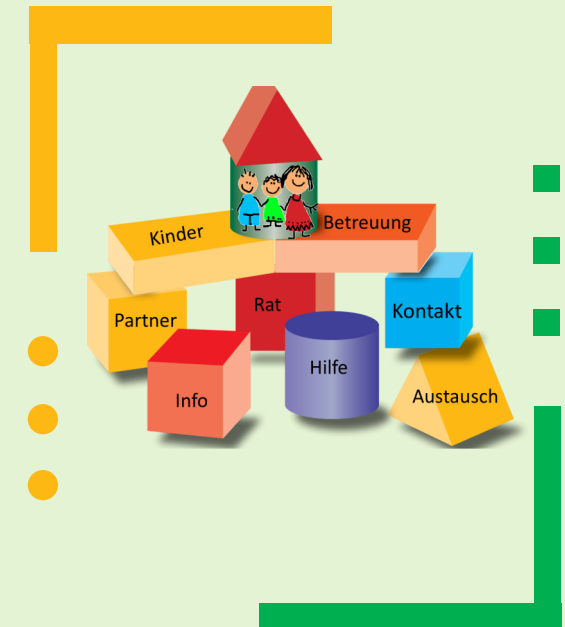 Kinder
Betreuung
Partner
Rat
Kontakt
Info
Hilfe
Austausch